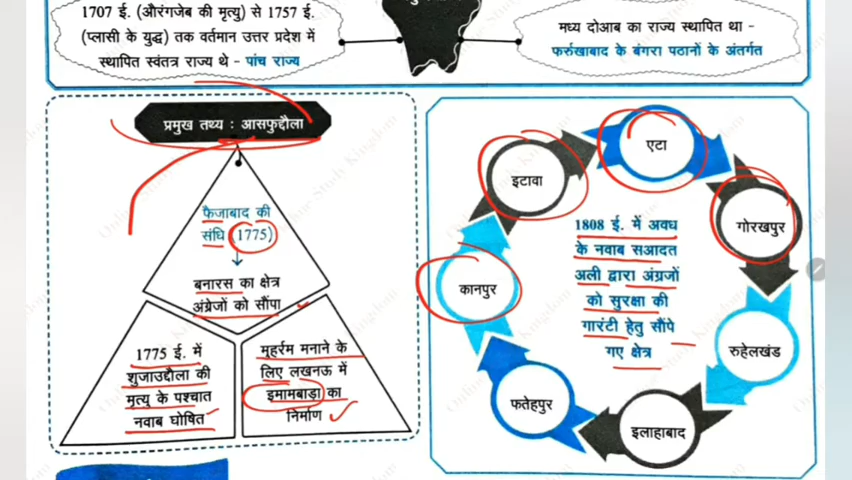 1707 ई. (औरंगजेब की मृत्यु) से 1757 ई.
(प्लासी के युद्ध) तक वर्तमान उत्तर प्रदेश में
स्थापित स्वंतत्र राज्य थे - पांच राज्य
मध्य दोआब का राज्य स्थापित था -
फर्रुखाबाद के बंगरा पठानों के अंतर्गत
प्रमुख तथ्य : आसफुद्दौला
फैजाबाद की
संधि (1775)
बनारस का क्षेत्र
अंग्रेजों को सौंपा
1775 ई. में
शुजाउद्दौला की
मृत्यु के पश्चात
नवाब घोषित
मुहर्रम मनाने के
लिए लखनऊ में
इमामबाड़ा का
निर्माण
एटा
इटावा
गोरखपुर
कानपुर
1808 ई. में अवध
के नवाब सआदत
अली द्वारा अंग्रेजों
को सुरक्षा की
गारंटी हेतु सौंपे
गए क्षेत्र
रुहेलखंड
फतेहपुर
इलाहाबाद